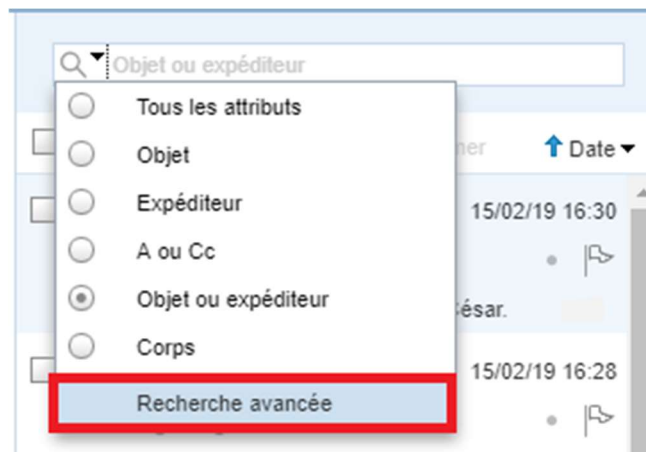 Objet ou expéditeur
Tous les attributs
Objet
Date
Expéditeur
15/02/19 16:30
A ou Cc
Objet ou expéditeur
César.
Corps
15/02/19 16:28
Recherche avancée